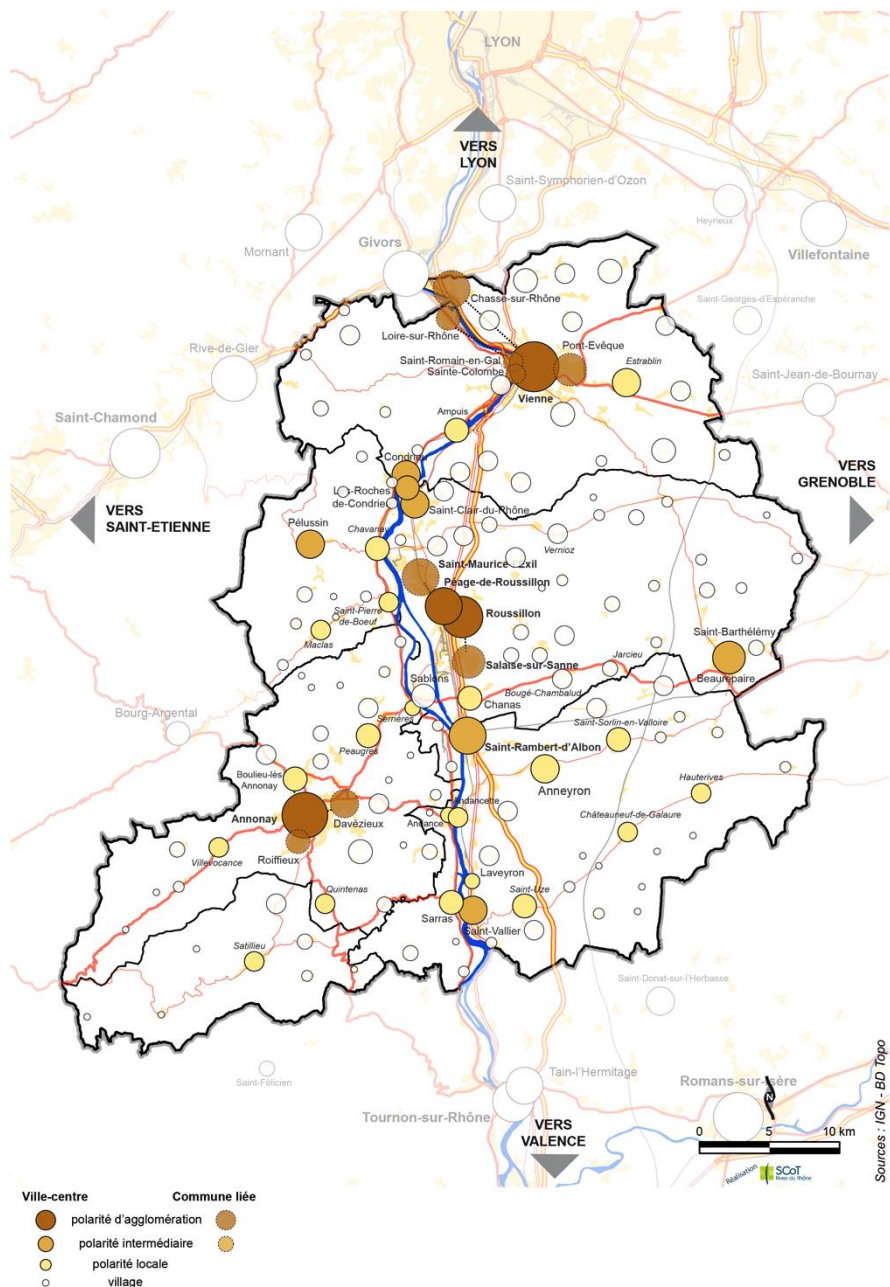 LYON
VERS
LYON
Saint-Symphorien-d'Ozon
Heyrieux
Mornant
Givors
Villefontaine
Chasse-sur-Rhône
Saint-Georges-d'Espéranche
Loire-sur-Rhône
Pont-Evêque
Rive-de-Gier
Saint-Romain-en-Gal
Estrablin
Sainte-Colombe
Saint-Jean-de-Bournay
Vienne
Saint-Chamond
Ampuis
Condrieu
VERS
GRENOBLE
VERS
SAINT-ETIENNE
Les-Roches-
de-Condrieu
Saint-Clair-du-Rhône
Pélussin
Chavanay
Vernioz
Saint-Maurice-l'Exil
Péage-de-Roussillon
Saint-Pierre
de-Boeuf
Roussillon
Maclas
Saint-Barthélémy
Salaise-sur-Sanne
Jarcieu
Sablons
Beaurepaire
Bougé-Chambalud
Chanas
Bourg-Argental
Serrières
Saint-Sorlin-en-Valloire
Peaugres
Saint-Rambert-d'Albon
Boulieu-lès
Annonay
Anneyron
Hauterives
Andancette
Annonay
Davézieux
Andance
Châteauneuf-de-Galaure
Roiffieux
Villevocance
Laveyron
Quintenas
Saint-Uze
Sarras
Saint-Vallier
Satillieu
Saint-Donat-sur-l'Herbasse
Saint-Félicien
Tain-l'Hermitage
Romans-sur-Isère
Tournon-sur-Rhône
N
VERS
VALENCE
0 5 10 km
Sources : IGN - BD Topo
Réalisation
SCoT
Rives du Rhône
Ville-centre Commune liée
polarité d'agglomération
polarité intermédiaire
polarité locale
village